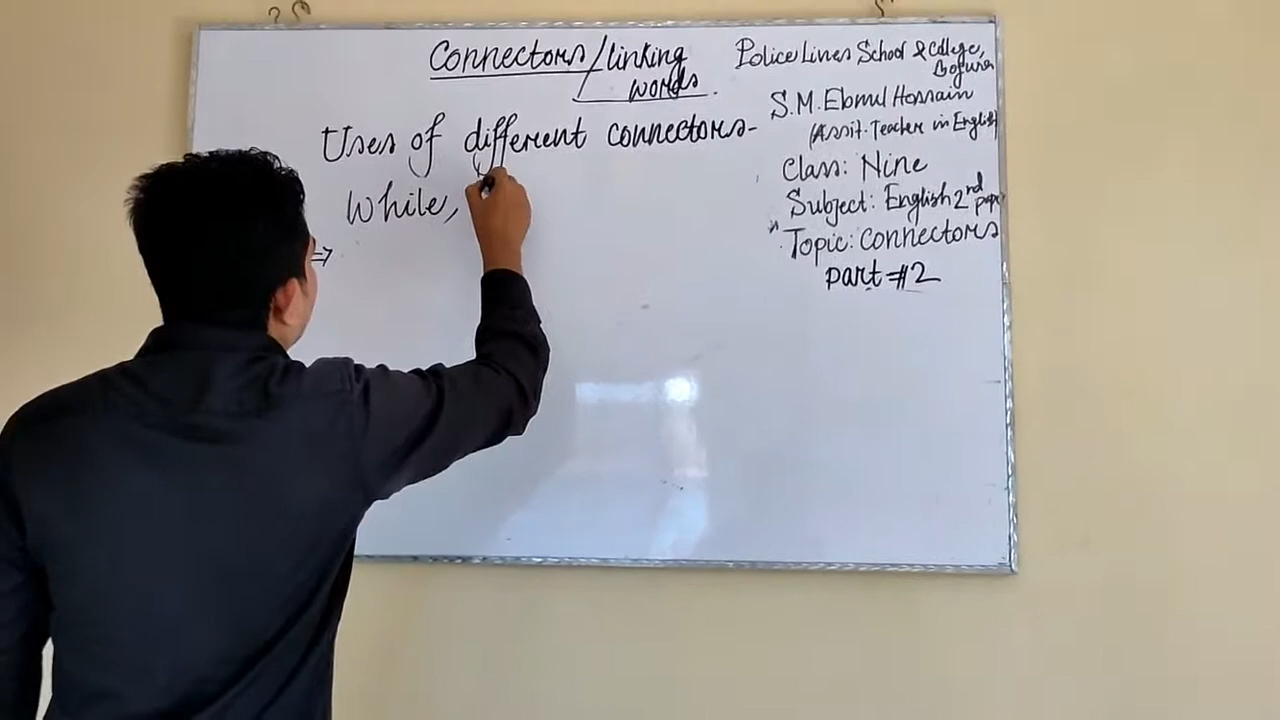 Connectors/linking
words.
Uses of different connectors-
While,
⇒
Police Lines School & College,
Bogura
S.M. Ebnul Hossain
(Assit. Teacher in English)
Class: Nine
Subject: English 2nd paper
Topic: Connectors
part #2